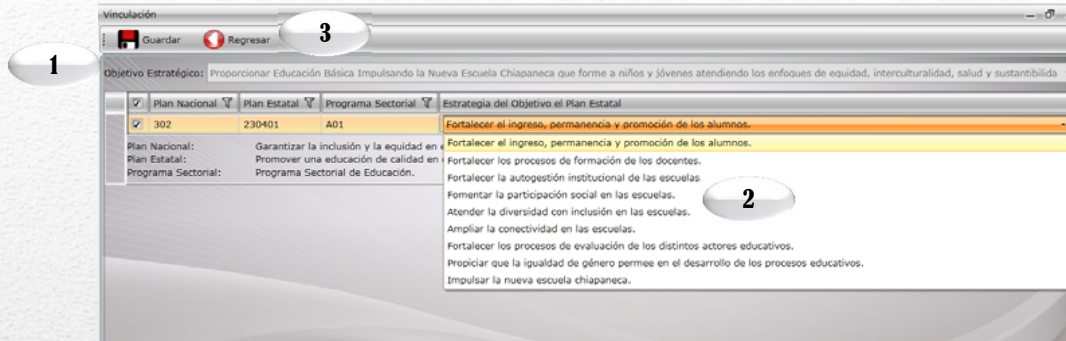 Vinculación
Guardar Regresar 3
1
Objetivo Estratégico: Proporcionar Educación Básica Impulsando la Nueva Escuela Chiapaneca que forme a niños y jóvenes atendiendo los enfoques de equidad, interculturalidad, salud y sustantibilida
Plan Nacional Plan Estatal Programa Sectorial Estrategia del Objetivo el Plan Estatal
302 230401 A01 Fortalecer el ingreso, permanencia y promoción de los alumnos.
Plan Nacional: Garantizar la inclusión y la equidad en e
Plan Estatal: Promover una educación de calidad en
Programa Sectorial: Programa Sectorial de Educación.
Fortalecer el ingreso, permanencia y promoción de los alumnos.
Fortalecer los procesos de formación de los docentes.
Fortalecer la autogestión institucional de las escuelas
Fomentar la participación social en las escuelas.
2
Atender la diversidad con inclusión en las escuelas.
Ampliar la conectividad en las escuelas.
Fortalecer los procesos de evaluación de los distintos actores educativos.
Propiciar que la igualdad de género permee en el desarrollo de los procesos educativos.
Impulsar la nueva escuela chiapaneca.